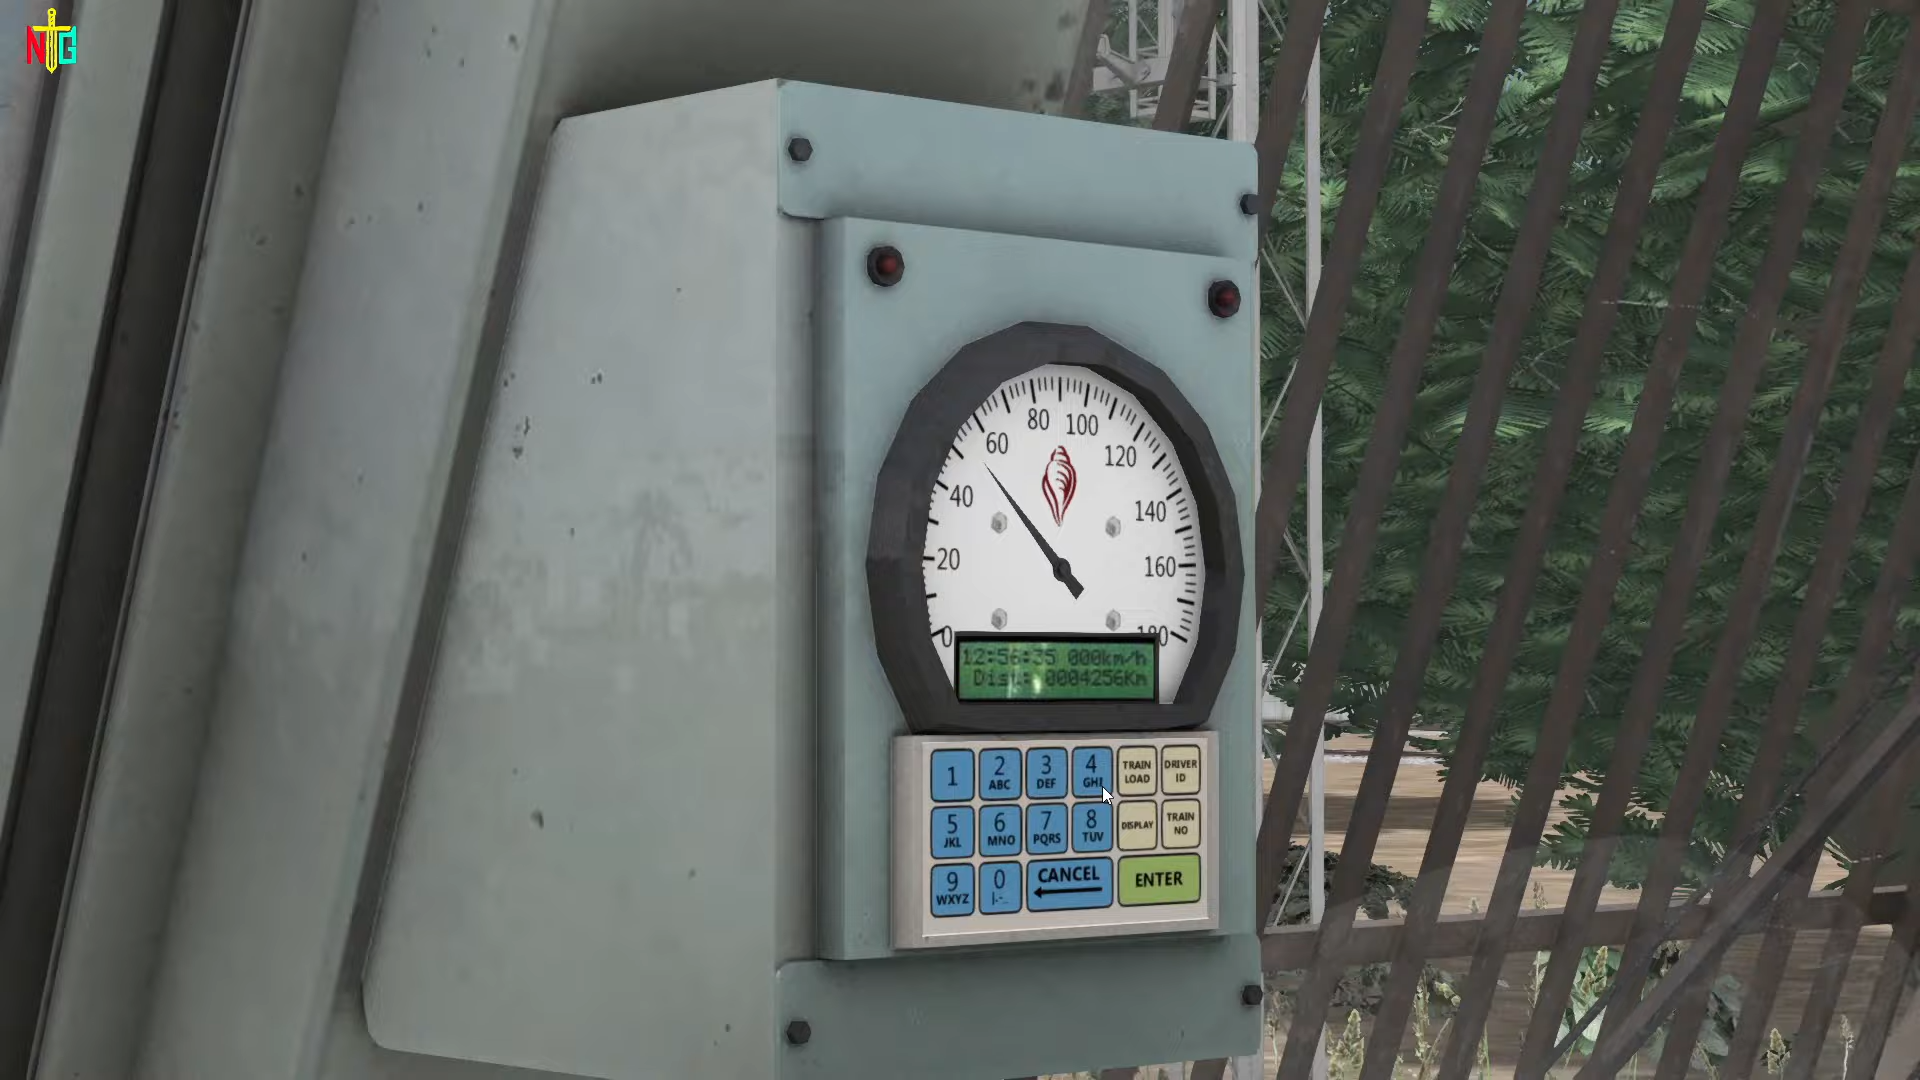 NTG
80 100
60 120
40 140
20 160
0 180
12:56:35 000km/h
Dist: 0004256Km
1 2 ABC 3 DEF 4 GHI TRAIN LOAD DRIVER ID
5 JKL 6 MNO 7 PQRS 8 TUV DISPLAY TRAIN NO
9 WXYZ 0 CANCEL ENTER